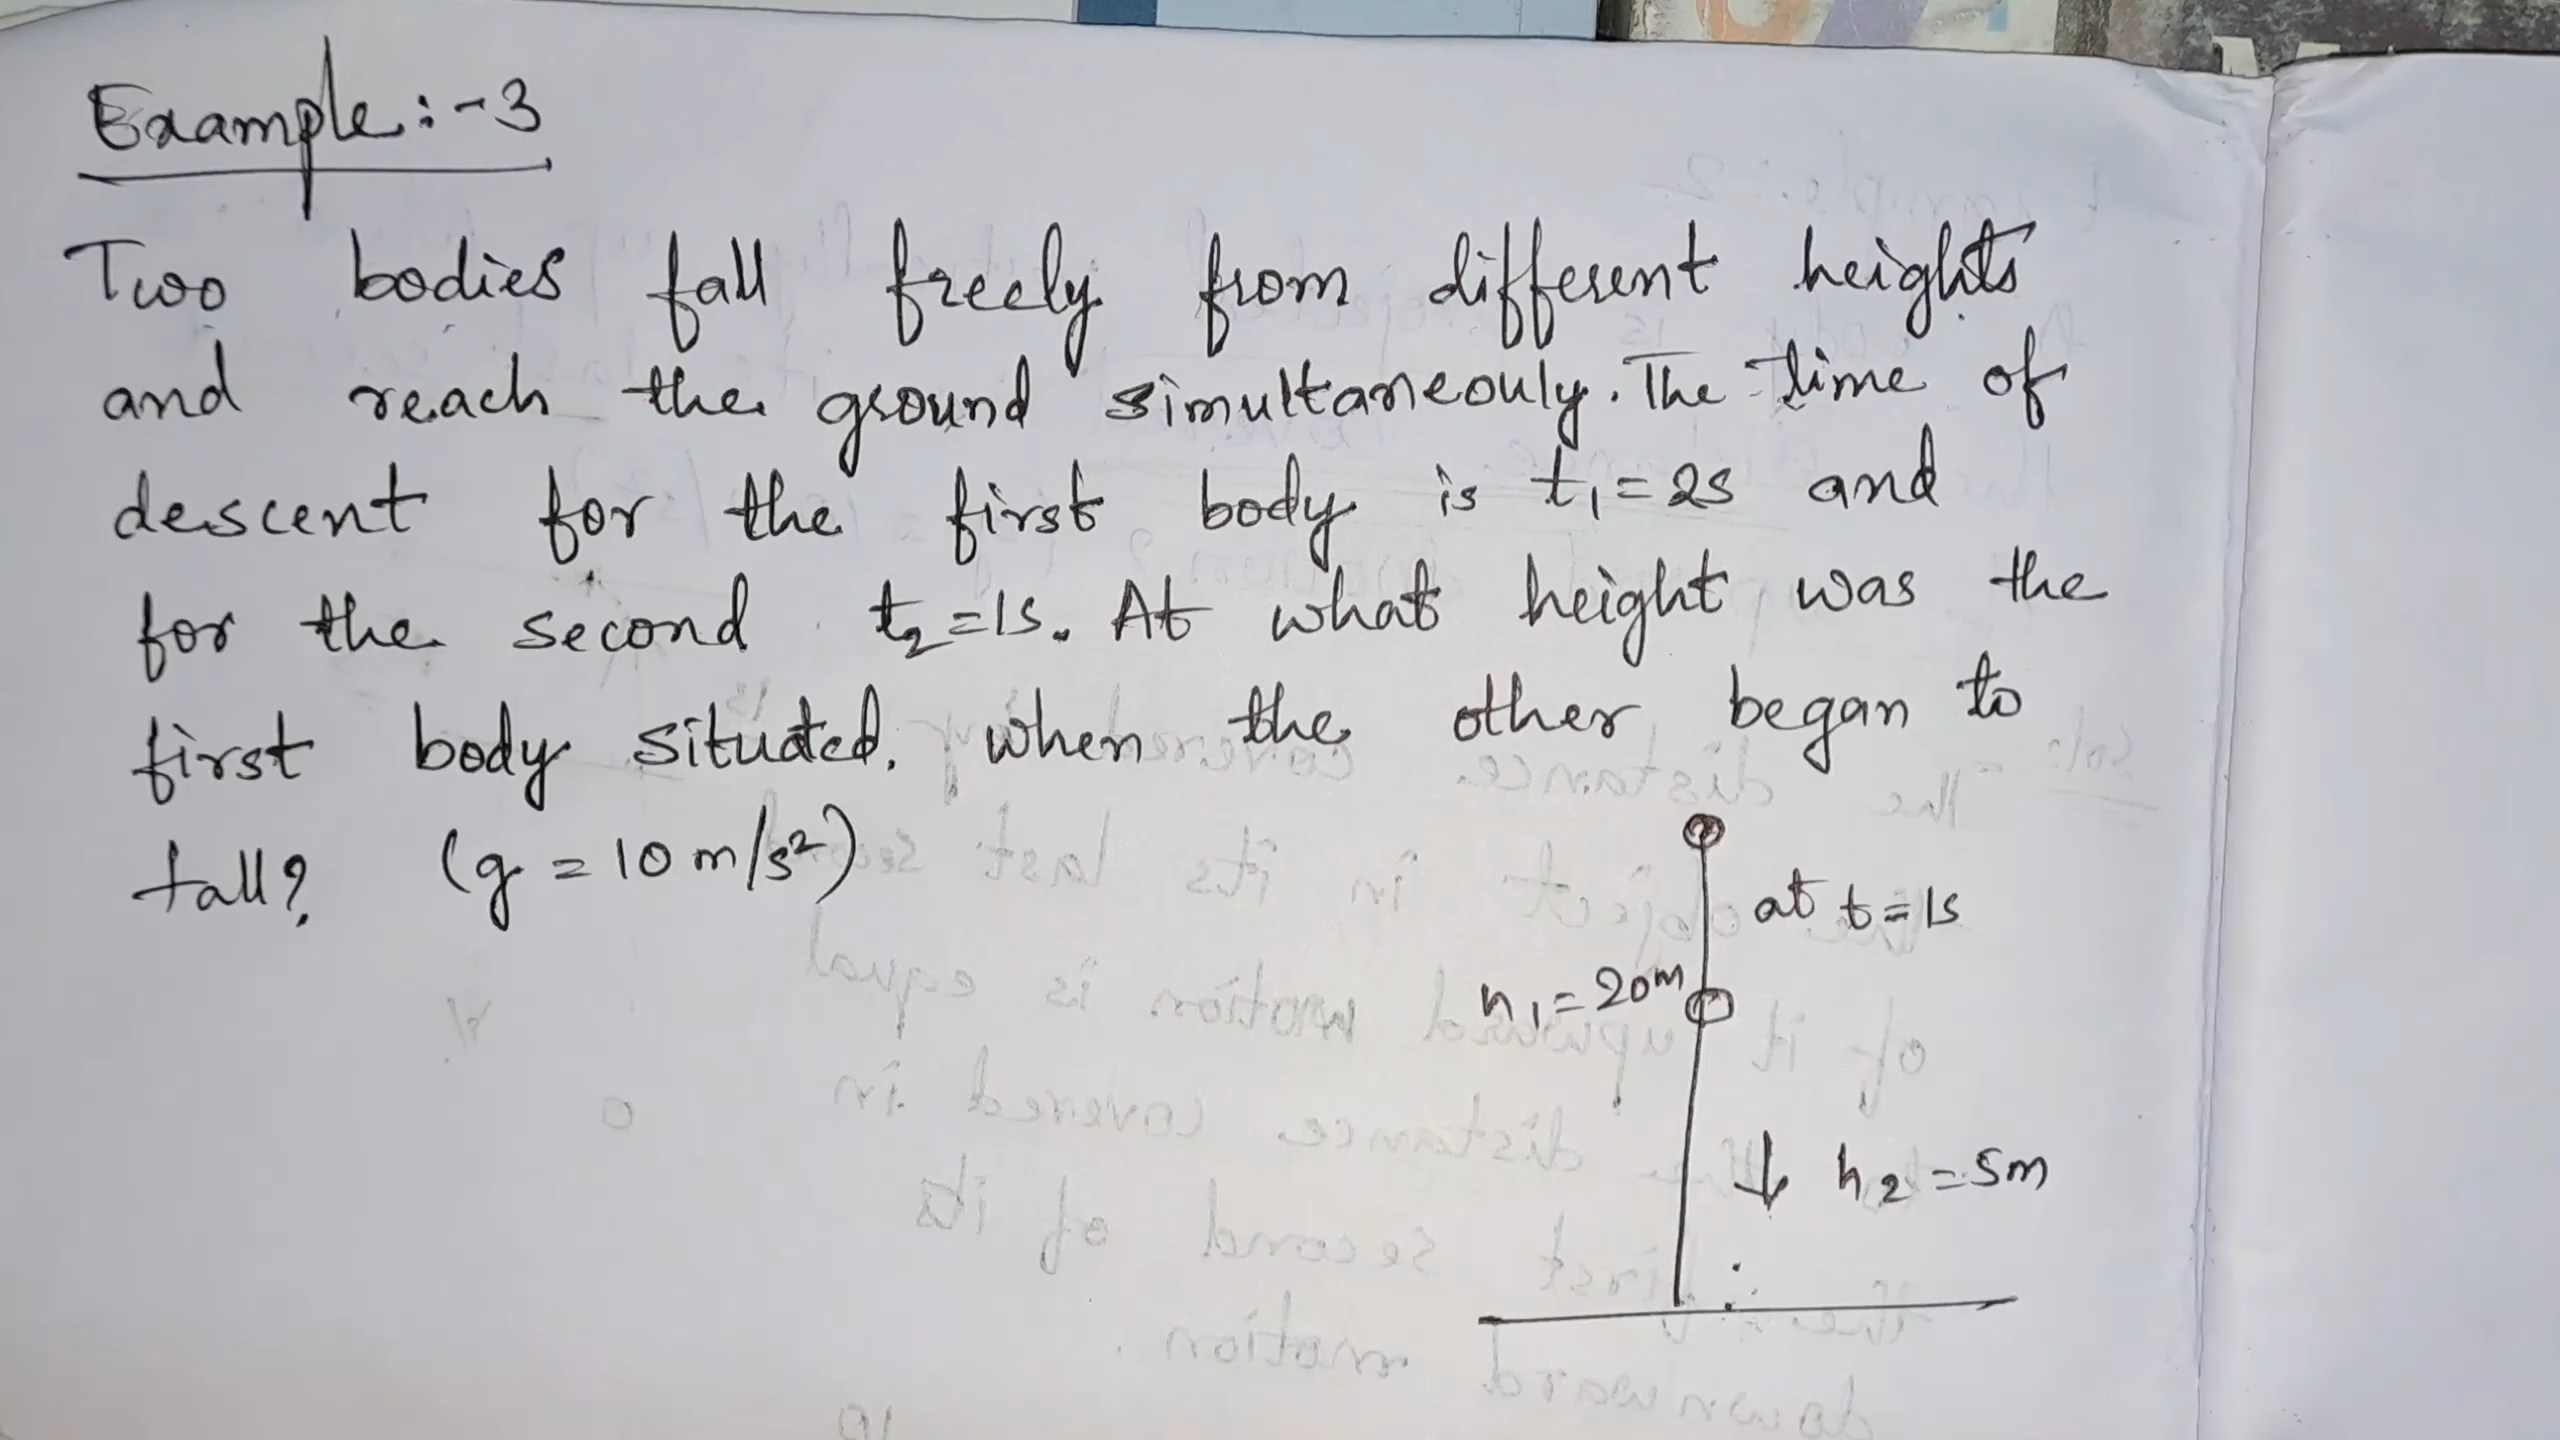 Example:-3
Two bodies fall freely from different heights
and reach the ground simultaneouly. The time of
descent for the first body is t₁=2s and
for the second t₂=1s. At what height was the
first body situated, when the other began to
fall? (g = 10 m/s²)
at t=1s
h₁=20m
h₂=5m